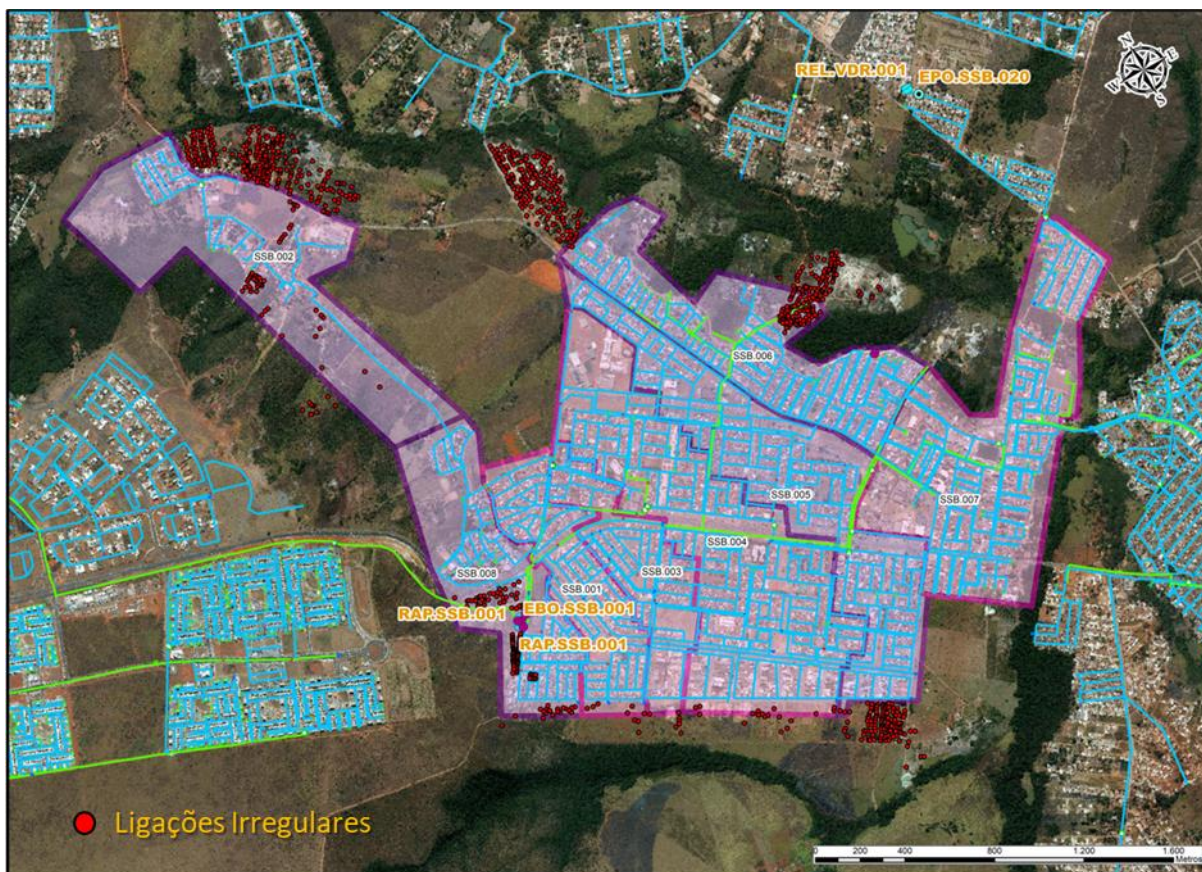 REL.VDR.001
EPO.SSB.020
N
E
W
S
SSB.002
SSB.006
SSB.005
SSB.007
SSB.004
SSB.003
SSB.008
SSB.001
RAP.SSB.001
EBO.SSB.001
RAP.SSB.001
Ligações Irregulares
0 200 400 800 1.200 1.600
Metros